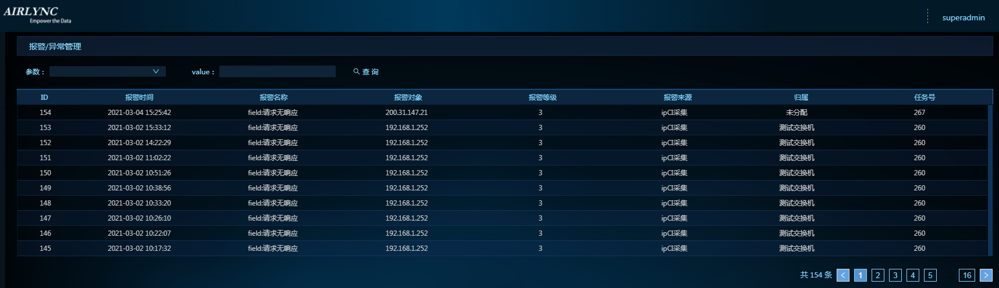 AIRLYNC
Empower the Data
superadmin
报警/异常管理
参数： value： 查 询
ID 报警时间 报警名称 报警对象 报警等级 报警来源 归属 任务号
154 2021-03-04 15:25:42 field:请求无响应 200.31.147.21 3 ipCI采集 未分配 267
153 2021-03-02 15:33:12 field:请求无响应 192.168.1.252 3 ipCI采集 测试交换机 260
152 2021-03-02 14:22:29 field:请求无响应 192.168.1.252 3 ipCI采集 测试交换机 260
151 2021-03-02 11:02:22 field:请求无响应 192.168.1.252 3 ipCI采集 测试交换机 260
150 2021-03-02 10:51:26 field:请求无响应 192.168.1.252 3 ipCI采集 测试交换机 260
149 2021-03-02 10:38:56 field:请求无响应 192.168.1.252 3 ipCI采集 测试交换机 260
148 2021-03-02 10:33:20 field:请求无响应 192.168.1.252 3 ipCI采集 测试交换机 260
147 2021-03-02 10:26:10 field:请求无响应 192.168.1.252 3 ipCI采集 测试交换机 260
146 2021-03-02 10:22:07 field:请求无响应 192.168.1.252 3 ipCI采集 测试交换机 260
145 2021-03-02 10:17:32 field:请求无响应 192.168.1.252 3 ipCI采集 测试交换机 260
共 154 条 < 1 2 3 4 5 16 >